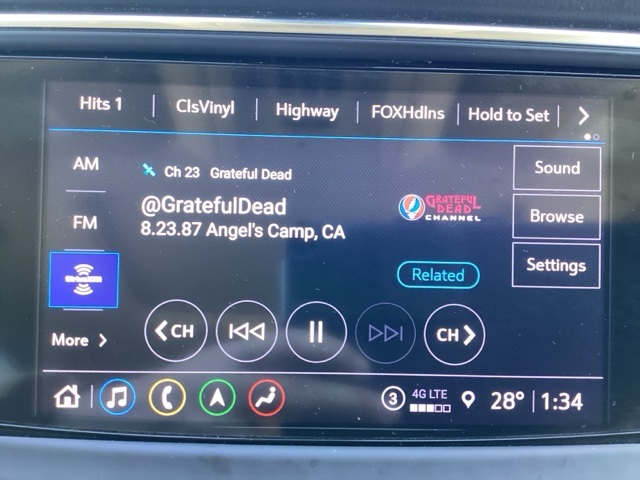 Hits 1 ClsVinyl Highway FOXHdlns Hold to Set
AM
FM
More
Ch 23 Grateful Dead
@GratefulDead
8.23.87 Angel's Camp, CA
GRATEFUL
DEAD
CHANNEL
Related
Sound
Browse
Settings
CH
CH
3 4G LTE 28° 1:34